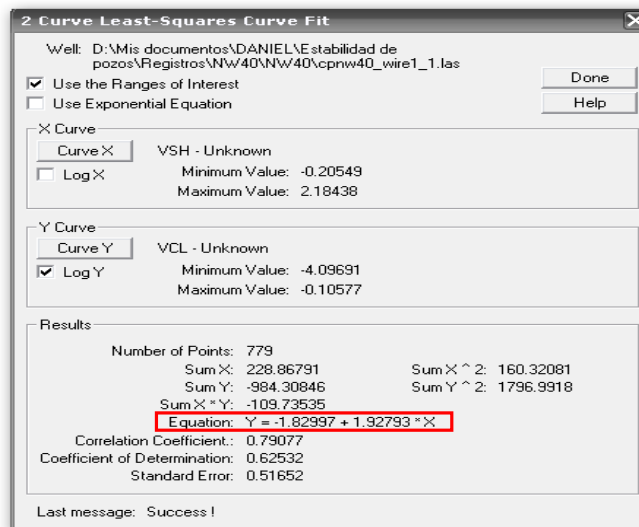 2 Curve Least-Squares Curve Fit
Well: D:\Mis documentos\DANIEL\Estabilidad de
pozos\Registros\NW40\NW40\cpnw40_wire1_1.las
Use the Ranges of Interest
Done
Use Exponential Equation
Help
X Curve
Curve X VSH - Unknown
Log X Minimum Value: -0.20549
Maximum Value: 2.18438
Y Curve
Curve Y VCL - Unknown
Log Y Minimum Value: -4.09691
Maximum Value: -0.10577
Results
Number of Points: 779
Sum X: 228.86791 Sum X ^ 2: 160.32081
Sum Y: -984.30846 Sum Y ^ 2: 1796.9918
Sum X * Y: -109.73535
Equation: Y = -1.82997 + 1.92793 * X
Correlation Coefficient.: 0.79077
Coefficient of Determination: 0.62532
Standard Error: 0.51652
Last message: Success !